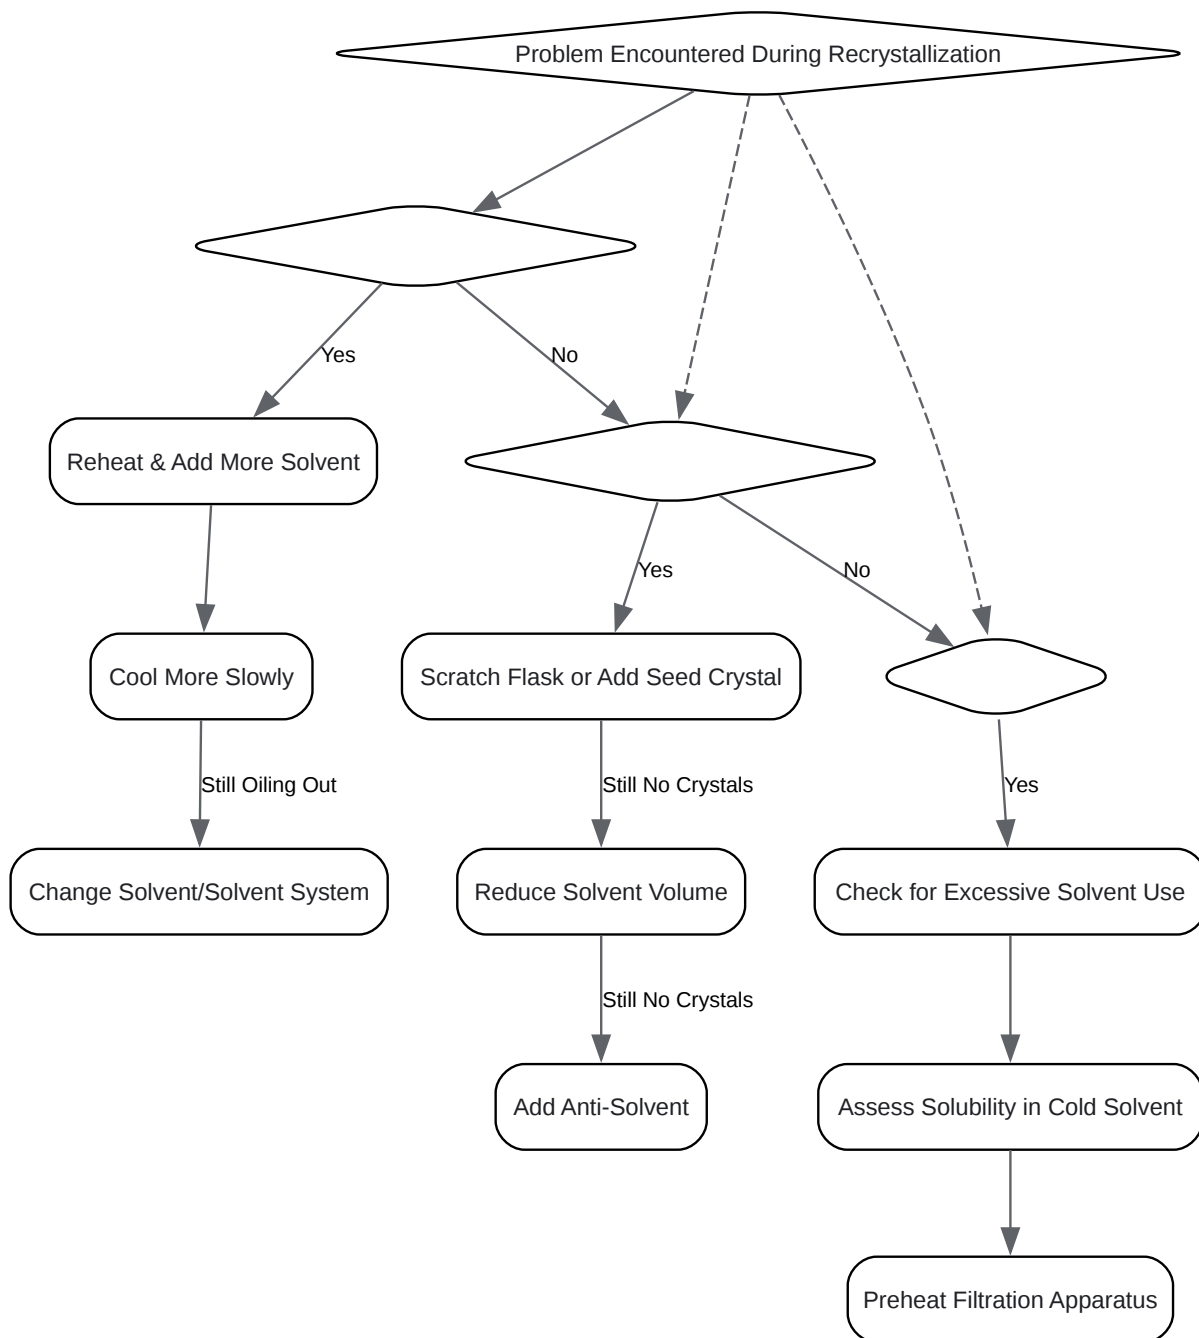 Problem Encountered During Recrystallization
Yes
No
Reheat & Add More Solvent
Yes
No
Cool More Slowly
Scratch Flask or Add Seed Crystal
Still Oiling Out
Still No Crystals
Yes
Change Solvent/Solvent System
Reduce Solvent Volume
Check for Excessive Solvent Use
Still No Crystals
Add Anti-Solvent
Assess Solubility in Cold Solvent
Preheat Filtration Apparatus